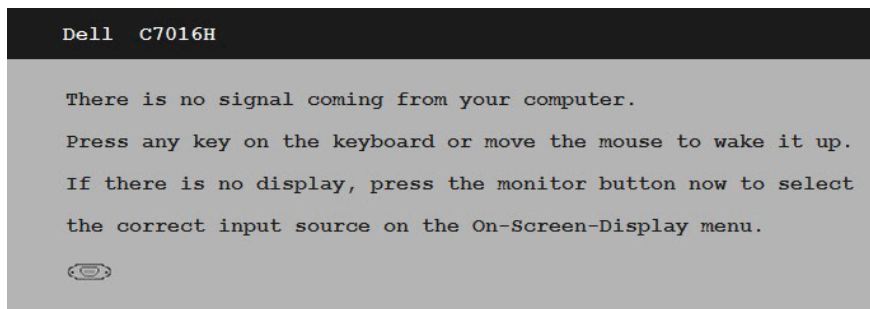 Dell C7016H
There is no signal coming from your computer.
Press any key on the keyboard or move the mouse to wake it up.
If there is no display, press the monitor button now to select
the correct input source on the On-Screen-Display menu.